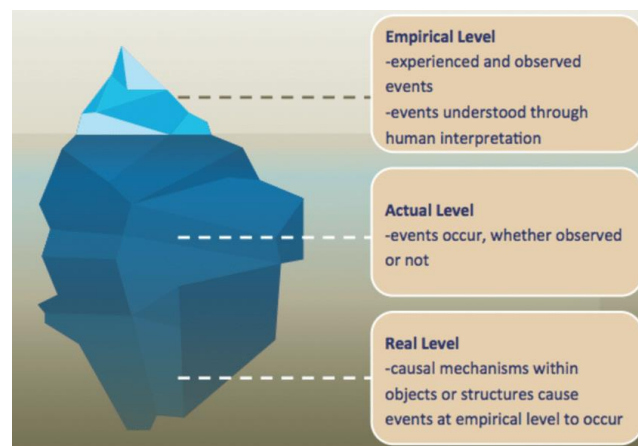 Empirical Level
-experienced and observed
events
-events understood through
human interpretation
Actual Level
-events occur, whether observed
or not
Real Level
-causal mechanisms within
objects or structures cause
events at empirical level to occur